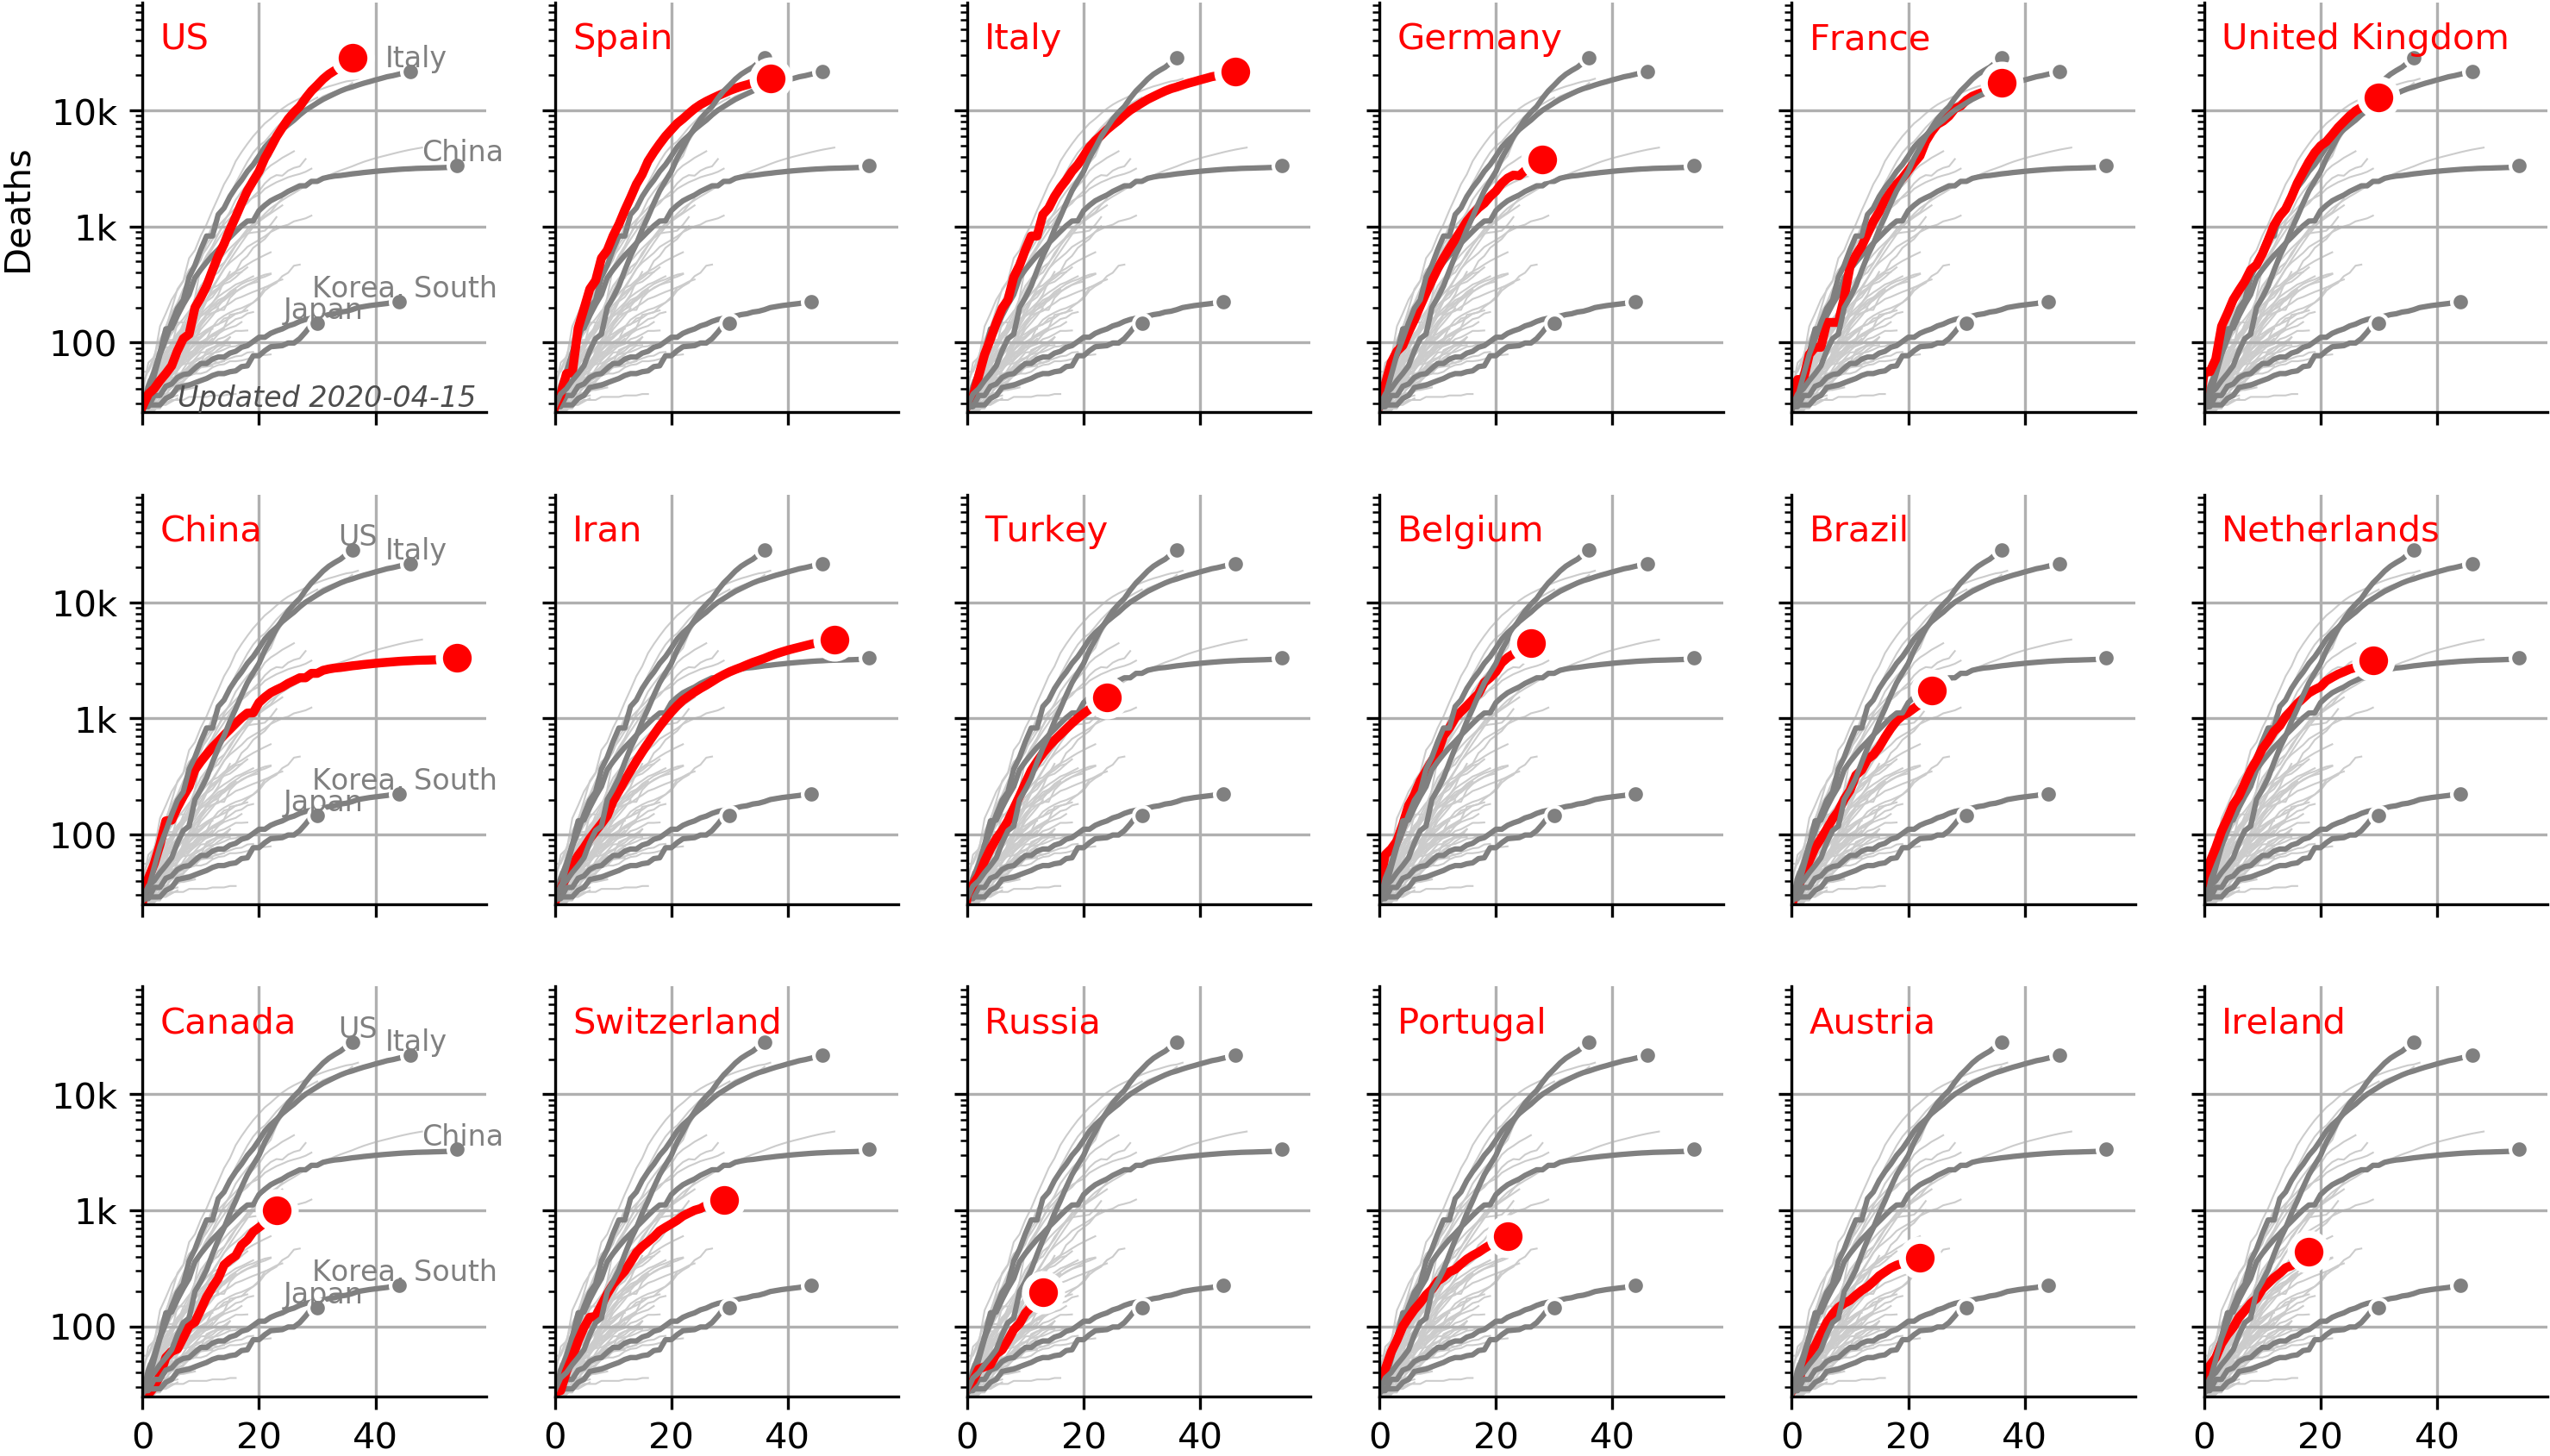 US
Spain
Italy
Germany
France
United Kingdom
Italy
10k
China
Deaths
1k
Korea, South
Japan
100
Updated 2020-04-15
20 40
China
Iran
Turkey
Belgium
Brazil
Netherlands
US
Italy
10k
1k
Korea, South
Japan
100
Canada
Switzerland
Russia
Portugal
Austria
Ireland
US
Italy
10k
China
1k
Korea, South
Japan
100
0 20 40 0 20 40 0 20 40 0 20 40 0 20 40 0 20 40